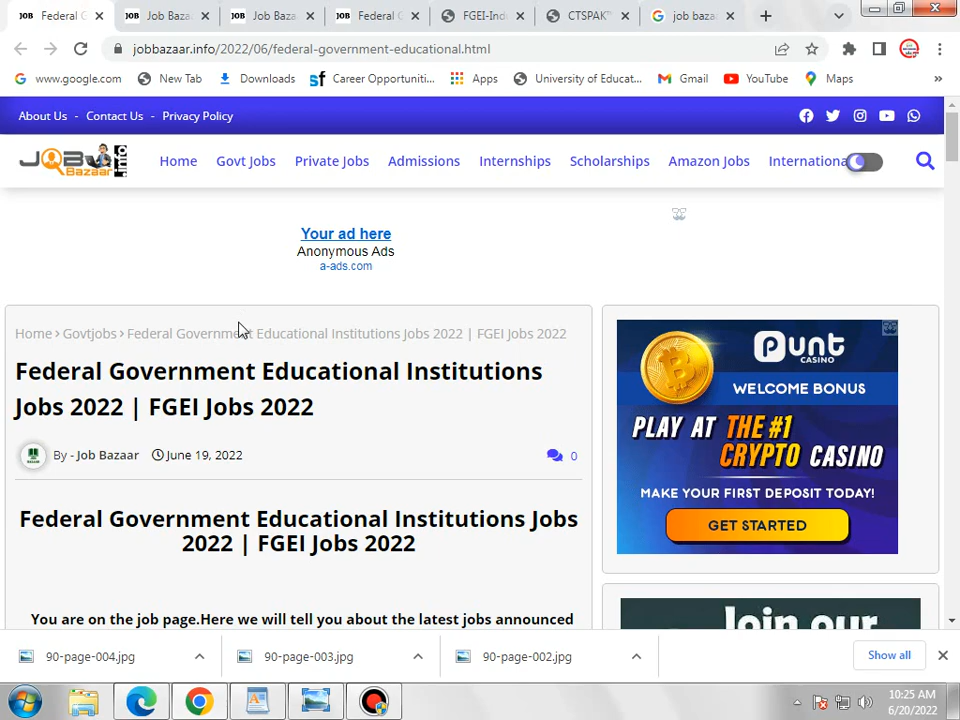 Federal G
Job Baza
Job Baza
Federal G
FGEI-Ind
CTSPAK
job baza
jobbazaar.info/2022/06/federal-government-educational.html
www.google.com
New Tab
Downloads
Career Opportuniti...
Apps
University of Educat...
Gmail
YouTube
Maps
»
About Us - Contact Us - Privacy Policy
JOB Bazaar .INFO
Home
Govt Jobs
Private Jobs
Admissions
Internships
Scholarships
Amazon Jobs
Internationa
Your ad here
Anonymous Ads
a-ads.com
Home › Govtjobs › Federal Government Educational Institutions Jobs 2022 | FGEI Jobs 2022
Federal Government Educational Institutions
Jobs 2022 | FGEI Jobs 2022
By - Job Bazaar June 19, 2022 0
Federal Government Educational Institutions Jobs
2022 | FGEI Jobs 2022
You are on the job page.Here we will tell you about the latest jobs announced
Punt
CASINO
WELCOME BONUS
PLAY AT THE #1
CRYPTO CASINO
MAKE YOUR FIRST DEPOSIT TODAY!
GET STARTED
Join our
90-page-004.jpg
90-page-003.jpg
90-page-002.jpg
Show all
10:25 AM
6/20/2022